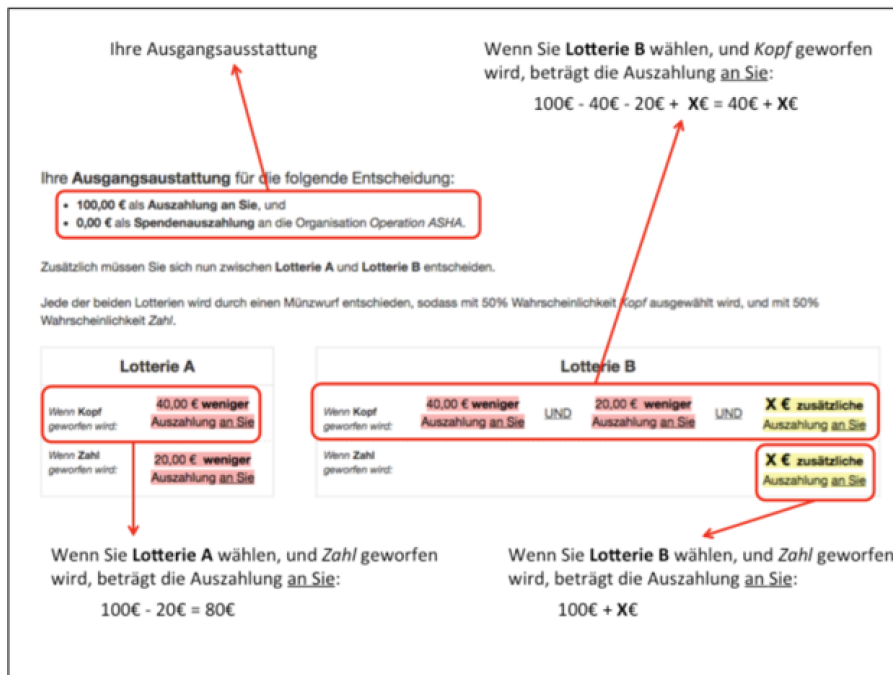 Ihre Ausgangsausstattung
Wenn Sie Lotterie B wählen, und Kopf geworfen
wird, beträgt die Auszahlung an Sie:
100€ - 40€ - 20€ + X€ = 40€ + X€
Ihre Ausgangsaustattung für die folgende Entscheidung:
• 100,00 € als Auszahlung an Sie, und
• 0,00 € als Spendenauszahlung an die Organisation Operation ASHA.
Zusätzlich müssen Sie sich nun zwischen Lotterie A und Lotterie B entscheiden.
Jede der beiden Lotterien wird durch einen Münzwurf entschieden, sodass mit 50% Wahrscheinlichkeit Kopf ausgewählt wird, und mit 50%
Wahrscheinlichkeit Zahl.
Lotterie A
Wenn Kopf
geworfen wird:
40,00 € weniger
Auszahlung an Sie
Wenn Zahl
geworfen wird:
20,00 € weniger
Auszahlung an Sie
Lotterie B
Wenn Kopf
geworfen wird:
40,00 € weniger
Auszahlung an Sie
UND
20,00 € weniger
Auszahlung an Sie
UND
X € zusätzliche
Auszahlung an Sie
Wenn Zahl
geworfen wird:
X € zusätzliche
Auszahlung an Sie
Wenn Sie Lotterie A wählen, und Zahl geworfen
wird, beträgt die Auszahlung an Sie:
100€ - 20€ = 80€
Wenn Sie Lotterie B wählen, und Zahl geworfen
wird, beträgt die Auszahlung an Sie:
100€ + X€